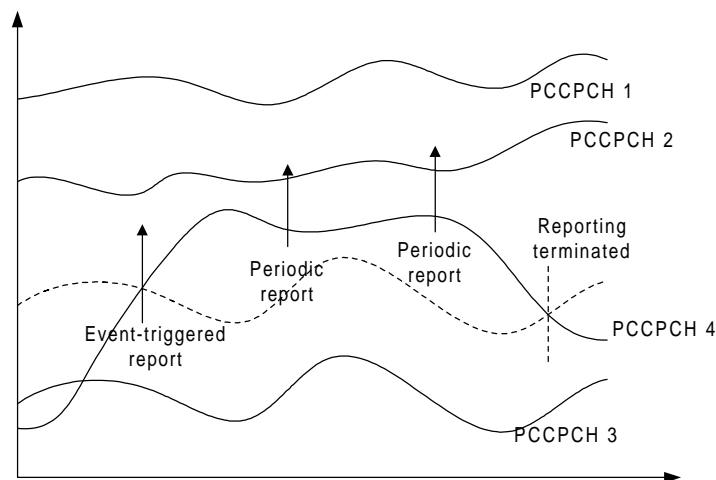 PCCPCH 1
PCCPCH 2
Reporting
terminated
Periodic
report
Periodic
report
Event-triggered
report
PCCPCH 4
PCCPCH 3